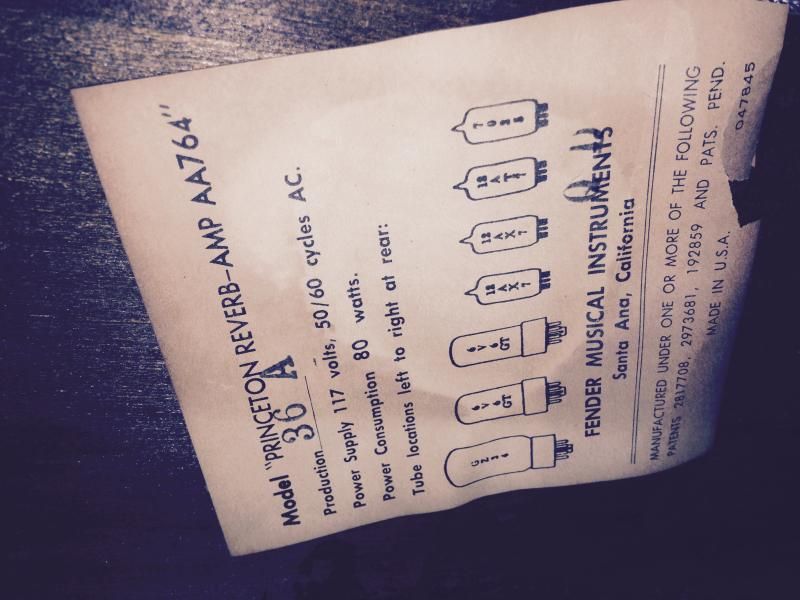 Model "PRINCETON REVERB-AMP AA764"
36 A
Production
Power Supply 117 volts, 50/60 cycles AC.
Power Consumption 80 watts.
Tube locations left to right at rear:
GZ34 6V6GT 6V6GT 12AX7 12AX7 12AT7 7025
FENDER MUSICAL INSTRUMENTS
Santa Ana, California
MANUFACTURED UNDER ONE OR MORE OF THE FOLLOWING
PATENTS 2817708, 2973681, 192859 AND PATS. PEND.
MADE IN U.S.A.
047845